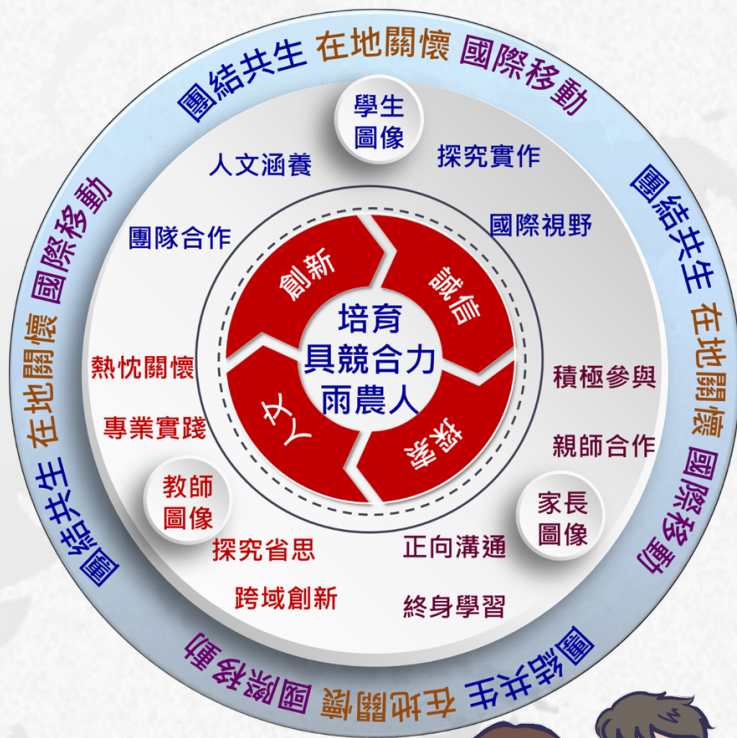 團結共生 在地關懷 國際移動
團結共生 在地關懷 國際移動
團結共生 在地關懷 國際移動
團結共生 在地關懷 國際移動
學生
圖像
人文涵養
探究實作
團隊合作
國際視野
創新
誠信
探索
人文
培育
具競合力
雨農人
熱忱關懷
專業實踐
教師
圖像
探究省思
跨域創新
積極參與
親師合作
家長
圖像
正向溝通
終身學習